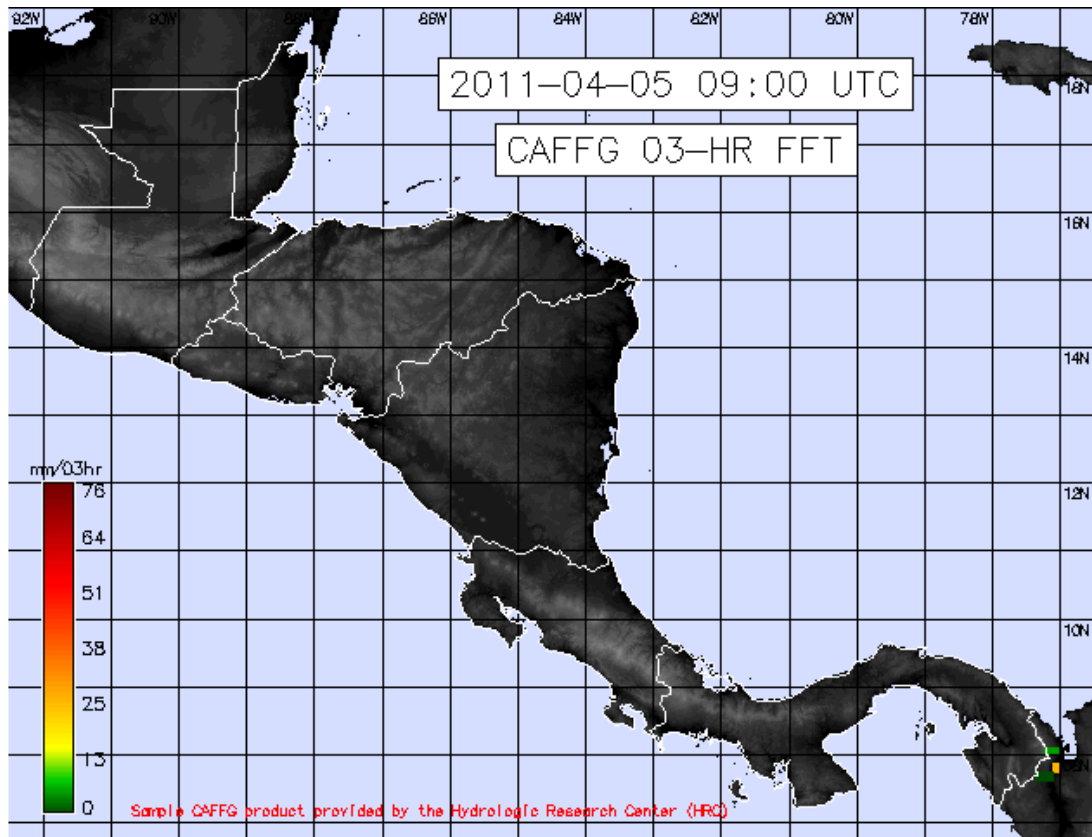 92W 90W 88W 86W 84W 82W 80W 78W
2011-04-05 09:00 UTC
18N
CAFFG 03-HR FFT
16N
14N
mm/03hr
76
12N
64
51
10N
38
25
13
08N
0
Sample CAFFG product provided by the Hydrologic Research Center (HRC)